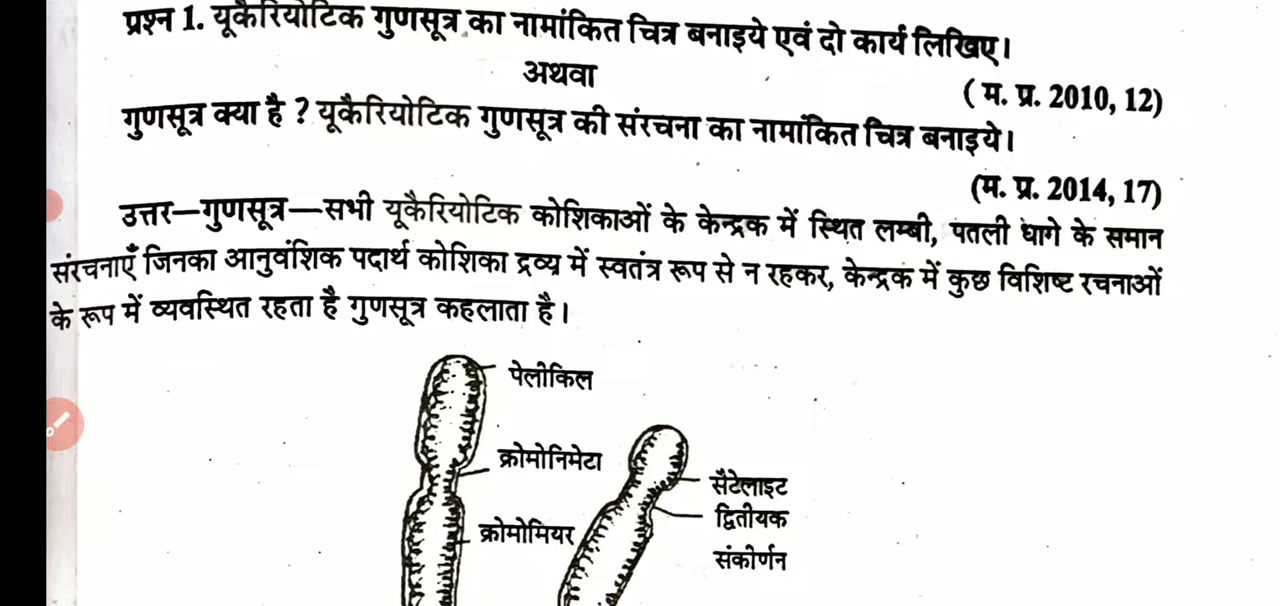 प्रश्न 1. यूकैरियोटिक गुणसूत्र का नामांकित चित्र बनाइये एवं दो कार्य लिखिए।
अथवा
( म. प्र. 2010, 12)
गुणसूत्र क्या है ? यूकैरियोटिक गुणसूत्र की संरचना का नामांकित चित्र बनाइये।
(म. प्र. 2014, 17)
उत्तर—गुणसूत्र—सभी यूकैरियोटिक कोशिकाओं के केन्द्रक में स्थित लम्बी, पतली धागे के समान
संरचनाएँ जिनका आनुवंशिक पदार्थ कोशिका द्रव्य में स्वतंत्र रूप से न रहकर, केन्द्रक में कुछ विशिष्ट रचनाओं
के रूप में व्यवस्थित रहता है गुणसूत्र कहलाता है।
पेलीकिल
क्रोमोनिमेटा
सैटेलाइट
द्वितीयक
क्रोमोमियर
संकोर्णन